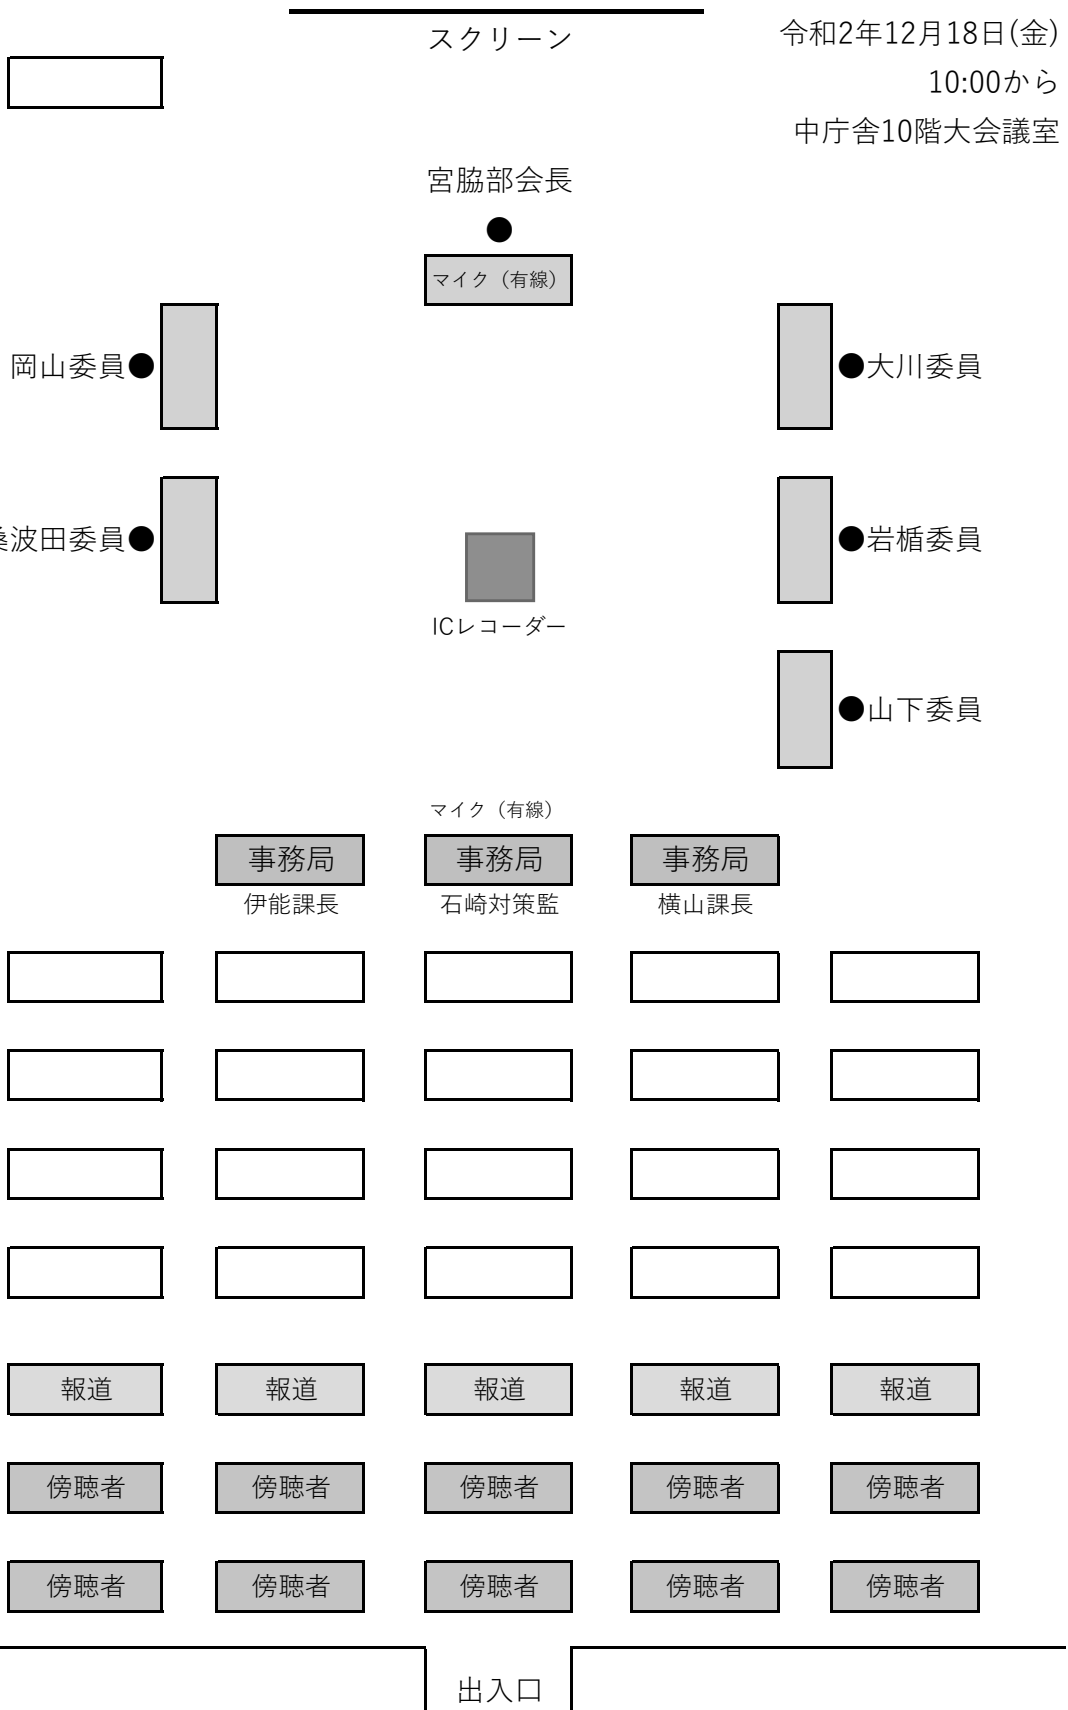 スクリーン
令和2年12月18日(金)
10:00から
中庁舎10階大会議室
宮脇部会長
●
マイク（有線）
岡山委員●
●大川委員
波田委員●
●岩楯委員
ICレコーダー
●山下委員
マイク（有線）
事務局 事務局 事務局
伊能課長 石崎対策監 横山課長
報道 報道 報道 報道 報道
傍聴者 傍聴者 傍聴者 傍聴者 傍聴者
傍聴者 傍聴者 傍聴者 傍聴者 傍聴者
出入口